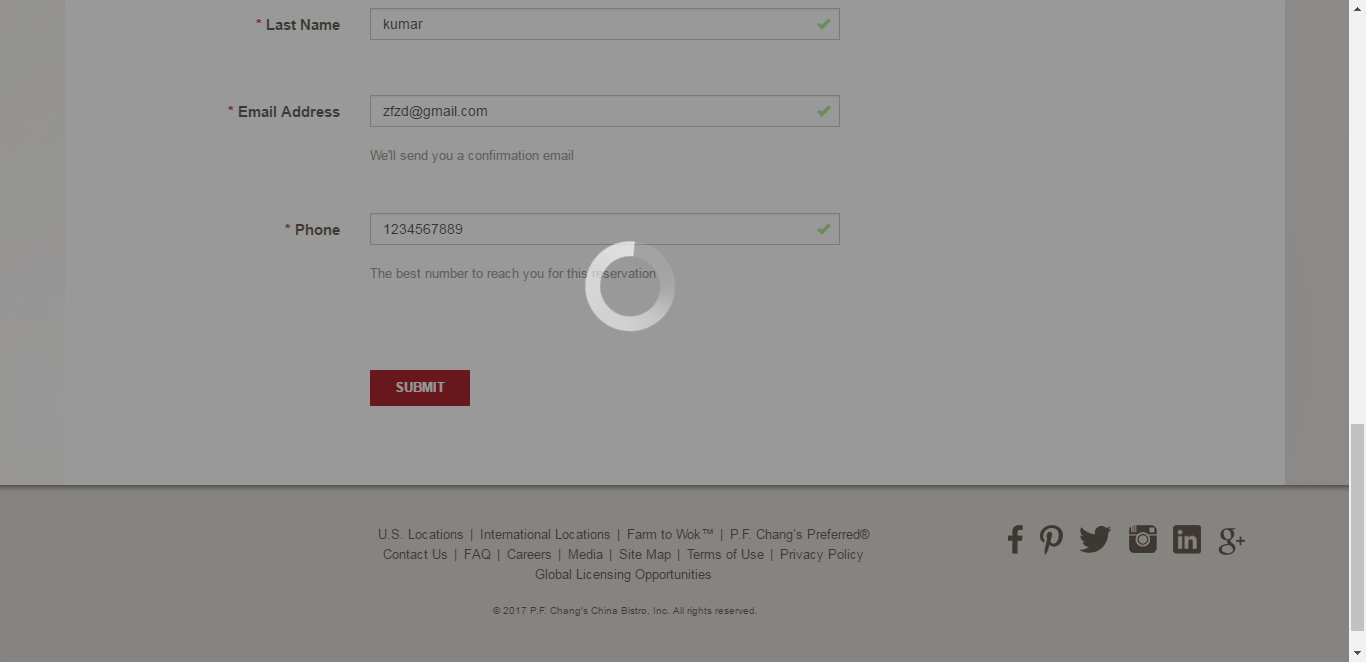 * Last Name
kumar
* Email Address
zfzd@gmail.com
We'll send you a confirmation email
* Phone
1234567889
The best number to reach you for this reservation
SUBMIT
U.S. Locations | International Locations | Farm to Wok™ | P.F. Chang's Preferred®
Contact Us | FAQ | Careers | Media | Site Map | Terms of Use | Privacy Policy
Global Licensing Opportunities
© 2017 P.F. Chang's China Bistro, Inc. All rights reserved.